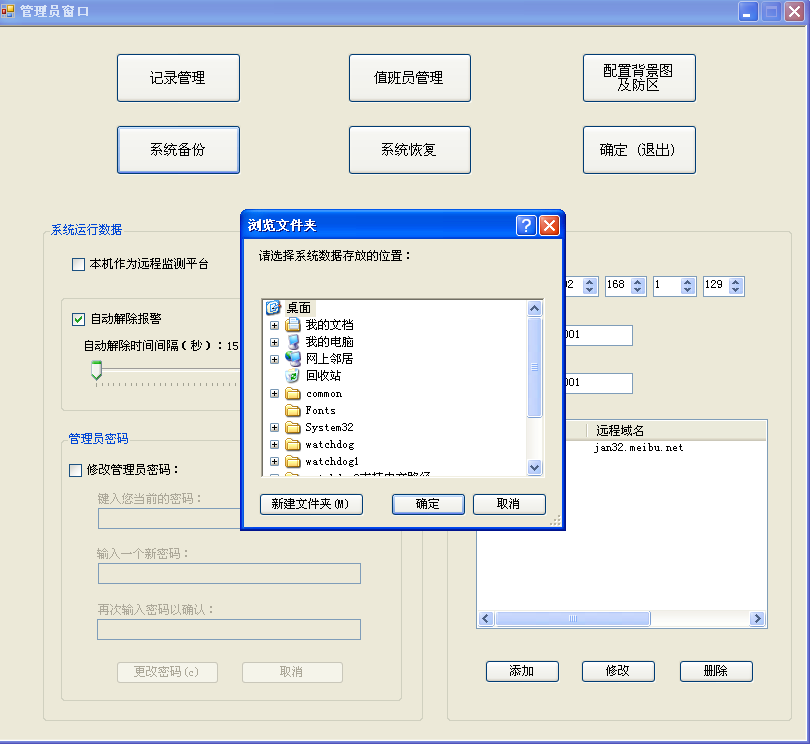 管理员窗口
记录管理
值班员管理
配置背景图
及防区
系统备份
系统恢复
确定（退出）
系统运行数据
本机作为远程监测平台
自动解除报警
自动解除时间间隔(秒)：15
管理员密码
修改管理员密码：
键入您当前的密码：
输入一个新密码：
再次输入密码以确认：
更改密码(c)
取消
浏览文件夹
请选择系统数据存放的位置：
桌面
我的文档
我的电脑
网上邻居
回收站
common
Fonts
System32
watchdog
watchdog1
新建文件夹(M)
确定
取消
168
1
129
001
001
远程域名
jan32.meibu.net
添加
修改
删除